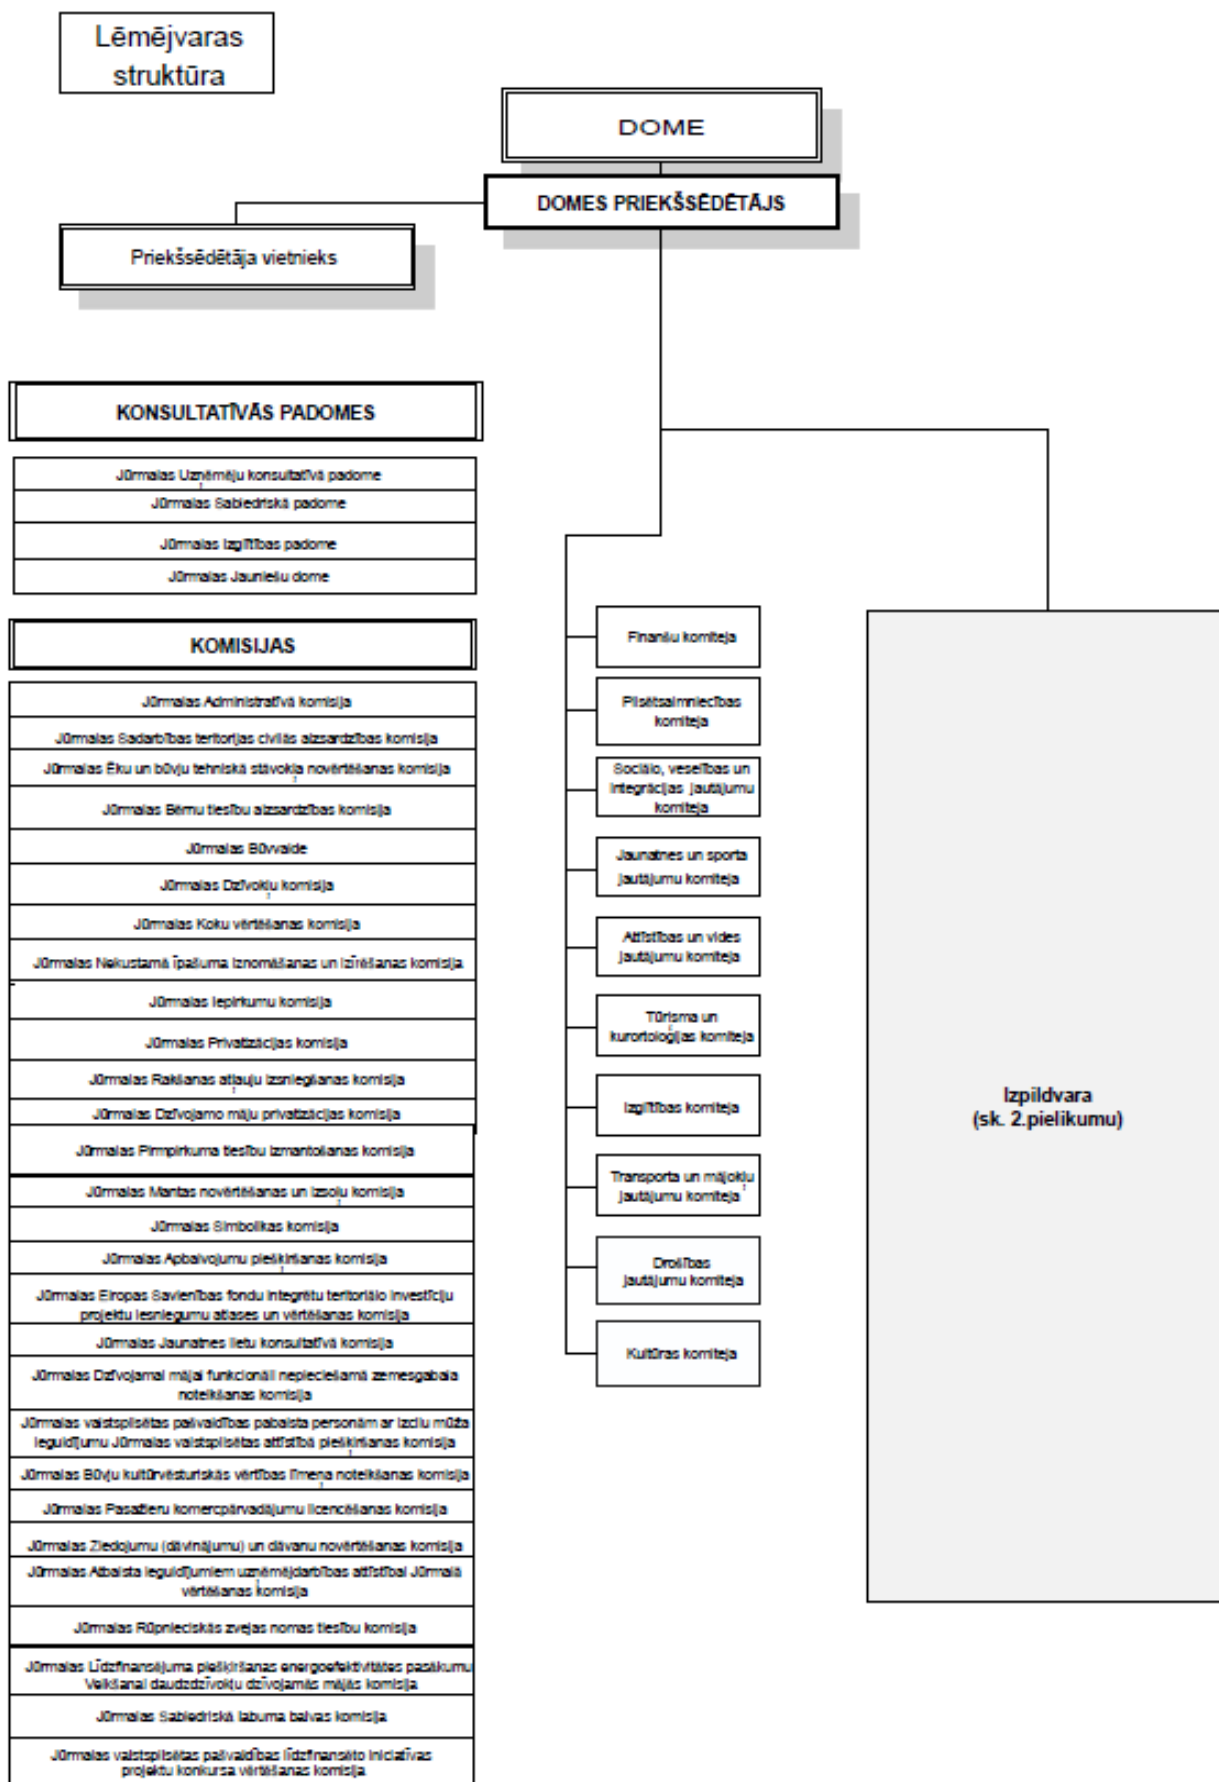 Lēmējvaras
struktūra
DOME
DOMES PRIEKŠSĒDĒTĀJS
Priekšsēdētāja vietnieks
KONSULTATĪVĀS PADOMES
Jūrmalas Uzņēmēju konsultatīvā padome
Jūrmalas Sabiedriskā padome
Jūrmalas Izglītības padome
Jūrmalas Jauniešu dome
KOMISIJAS
Jūrmalas Administratīvā komisija
Jūrmalas Sadarbības teritorijas civilās aizsardzības komisija
Jūrmalas Ēku un būvju tehniskā stāvokļa novērtēšanas komisija
Jūrmalas Bērnu tiesību aizsardzības komisija
Jūrmalas Būvvalde
Jūrmalas Dzīvokļu komisija
Jūrmalas Koku vērtēšanas komisija
Jūrmalas Nekustamā īpašuma iznomāšanas un izīrēšanas komisija
Jūrmalas Iepirkumu komisija
Jūrmalas Privatizācijas komisija
Jūrmalas Rakšanas atļauju izsniegšanas komisija
Jūrmalas Dzīvojamo māju privatizācijas komisija
Jūrmalas Pirmpirkuma tiesību izmantošanas komisija
Jūrmalas Mantas novērtēšanas un izsoļu komisija
Jūrmalas Simbolikas komisija
Jūrmalas Apbalvojumu piešķiršanas komisija
Jūrmalas Eiropas Savienības fondu integrētu teritoriālo investīciju
projektu iesniegumu atlases un vērtēšanas komisija
Jūrmalas Jaunatnes lietu konsultatīvā komisija
Jūrmalas Dzīvojamai mājai funkcionāli nepieciešamā zemesgabala
noteikšanas komisija
Jūrmalas valstspilsētas pašvaldības pabalsta personām ar izcilu mūža
ieguldījumu Jūrmalas valstspilsētas attīstībā piešķiršanas komisija
Jūrmalas Būvju kultūrvēsturiskās vērtības līmeņa noteikšanas komisija
Jūrmalas Pasažieru komercpārvadājumu licencēšanas komisija
Jūrmalas Ziedojumu (dāvinājumu) un dāvanu novērtēšanas komisija
Jūrmalas Atbalsta ieguldījumiem uzņēmējdarbības attīstībai Jūrmalā
vērtēšanas komisija
Jūrmalas Rūpnieciskās zvejas nomas tiesību komisija
Jūrmalas Līdzfinansējuma piešķiršanas energoefektivitātes pasākumu
Veikšanai daudzdzīvokļu dzīvojamās mājās komisija
Jūrmalas Sabiedriskā labuma balvas komisija
Jūrmalas valstspilsētas pašvaldības līdzfinansēto iniciatīvas
projektu konkursa vērtēšanas komisija
Finanšu komiteja
Pilsētsaimniecības
komiteja
Sociālo, veselības un
integrācijas jautājumu
komiteja
Jaunatnes un sporta
jautājumu komiteja
Attīstības un vides
jautājumu komiteja
Tūrisma un
kurortoloģijas komiteja
Izglītības komiteja
Transporta un mājokļu
jautājumu komiteja
Drošības
jautājumu komiteja
Kultūras komiteja
Izpildvara
(sk. 2.pielikumu)